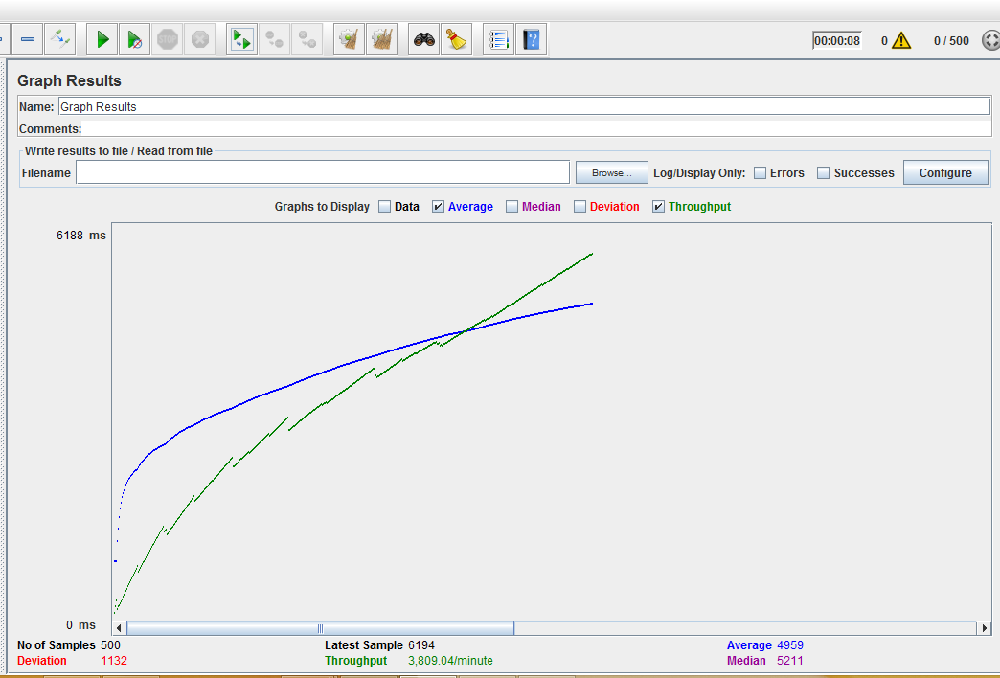 STOP
00:00:08 0 0 / 500
Graph Results
Name: Graph Results
Comments:
Write results to file / Read from file
Filename Browse... Log/Display Only: Errors Successes Configure
Graphs to Display Data Average Median Deviation Throughput
6188 ms
0 ms
No of Samples 500 Latest Sample 6194 Average 4959
Deviation 1132 Throughput 3,809.04/minute Median 5211